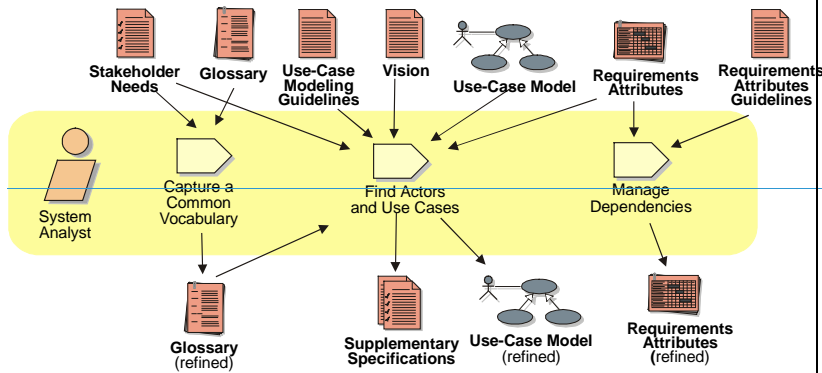 Stakeholder
Needs
Glossary
Use-Case
Modeling
Guidelines
Vision
Use-Case Model
Requirements
Attributes
Requirements
Attributes
Guidelines
System
Analyst
Capture a
Common
Vocabulary
Find Actors
and Use Cases
Manage
Dependencies
Glossary
(refined)
Supplementary
Specifications
Use-Case Model
(refined)
Requirements
Attributes
(refined)